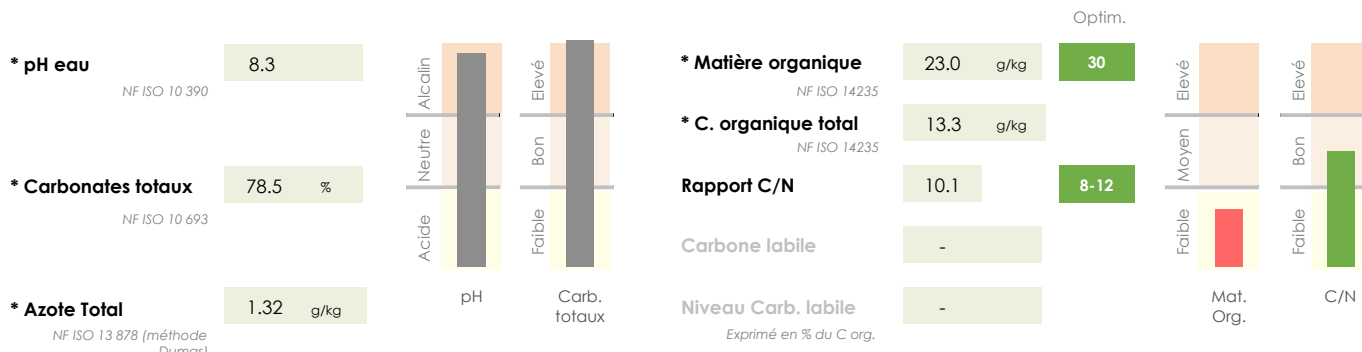 Optim.
* pH eau 8.3
NF ISO 10 390
* Carbonates totaux 78.5 %
NF ISO 10 693
* Azote Total 1.32 g/kg
NF ISO 13 878 (méthode
Dumas)
Acide Neutre Alcalin
Faible Bon Elevé
pH
Carb.
totaux
* Matière organique 23.0 g/kg 30
NF ISO 14235
* C. organique total 13.3 g/kg
NF ISO 14235
Rapport C/N 10.1 8-12
Carbone labile -
Niveau Carb. labile -
Exprimé en % du C org.
Faible Moyen Elevé
Faible Bon Elevé
Mat.
Org.
C/N